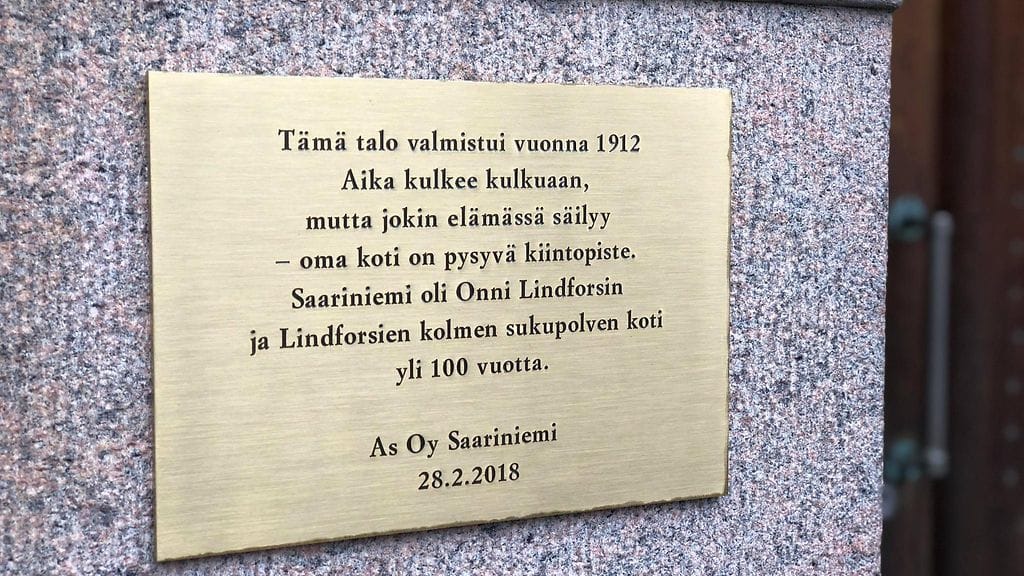 Tämä talo valmistui vuonna 1912
Aika kulkee kulkuaan,
mutta jokin elämässä säilyy
– oma koti on pysyvä kiintopiste.
Saariniemi oli Onni Lindforsin
ja Lindforsien kolmen sukupolven koti
yli 100 vuotta.
As Oy Saariniemi
28.2.2018